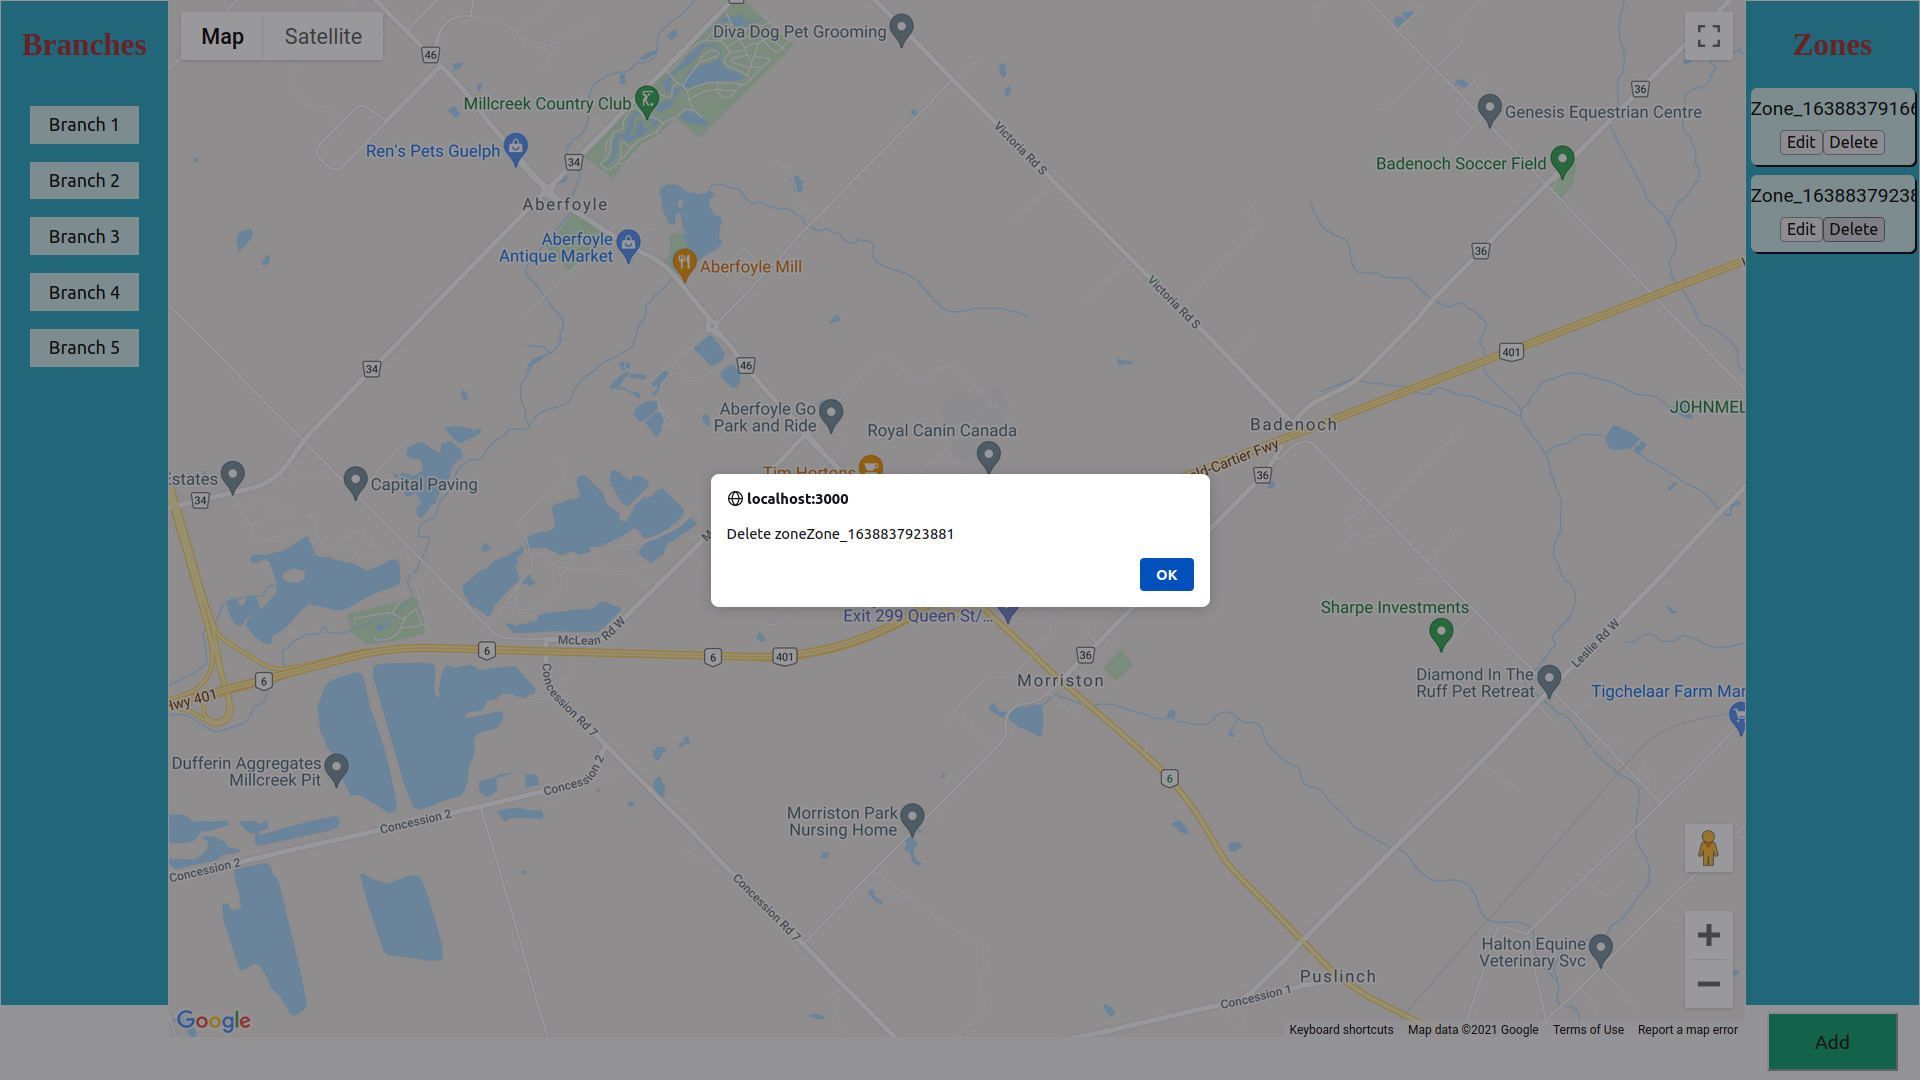 Branches
Branch 1
Branch 2
Branch 3
Branch 4
Branch 5
Map
Satellite
46
Diva Dog Pet Grooming
Millcreek Country Club
Ren's Pets Guelph
34
Aberfoyle
Aberfoyle
Antique Market
Aberfoyle Mill
Victoria Rd S
Victoria Rd S
36
Genesis Equestrian Centre
Badenoch Soccer Field
36
401
46
34
Aberfoyle Go
Park and Ride
Royal Canin Canada
Tim Hortons
Badenoch
JOHNMEL
ld-Cartier Fwy
36
Estates
34
Capital Paving
localhost:3000
Delete zoneZone_1638837923881
OK
Exit 299 Queen St/...
McLean Rd W
6
6
401
36
6
Hwy 401
Morriston
Sharpe Investments
Leslie Rd W
Diamond In The
Ruff Pet Retreat
Tigchelaar Farm Mar
Concession Rd 7
Dufferin Aggregates
Millcreek Pit
Concession 2
Concession 2
Concession 2
6
Morriston Park
Nursing Home
Concession Rd 7
Halton Equine
Veterinary Svc
Puslinch
Concession 1
Google
Keyboard shortcuts
Map data ©2021 Google
Terms of Use
Report a map error
Zones
Zone_16388379166
Edit
Delete
Zone_16388379238
Edit
Delete
Add